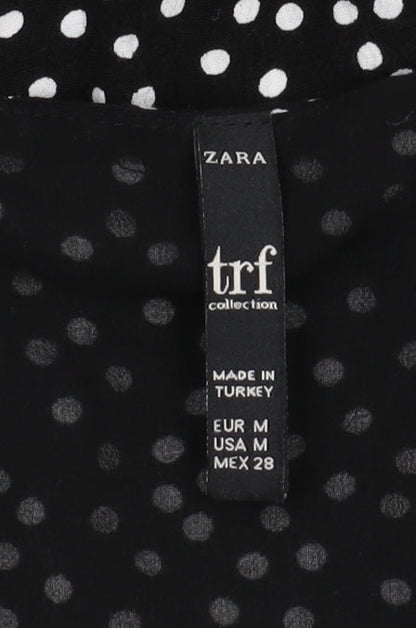 ZARA
trf
collection
MADE IN
TURKEY
EUR M
USA M
MEX 28